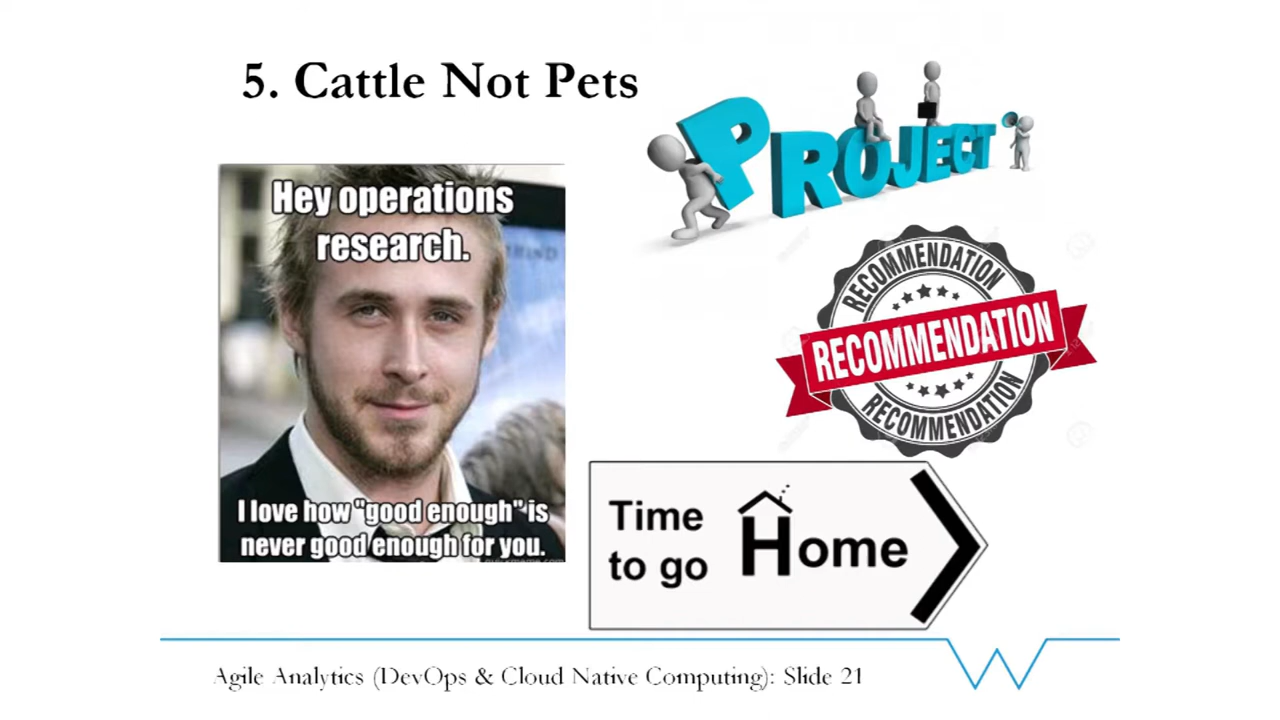 5. Cattle Not Pets
PROJECT
Hey operations
research.
I love how "good enough" is
never good enough for you.
RECOMMENDATION
RECOMMENDATION
RECOMMENDATION
Time
to go
Home
Agile Analytics (DevOps & Cloud Native Computing): Slide 21